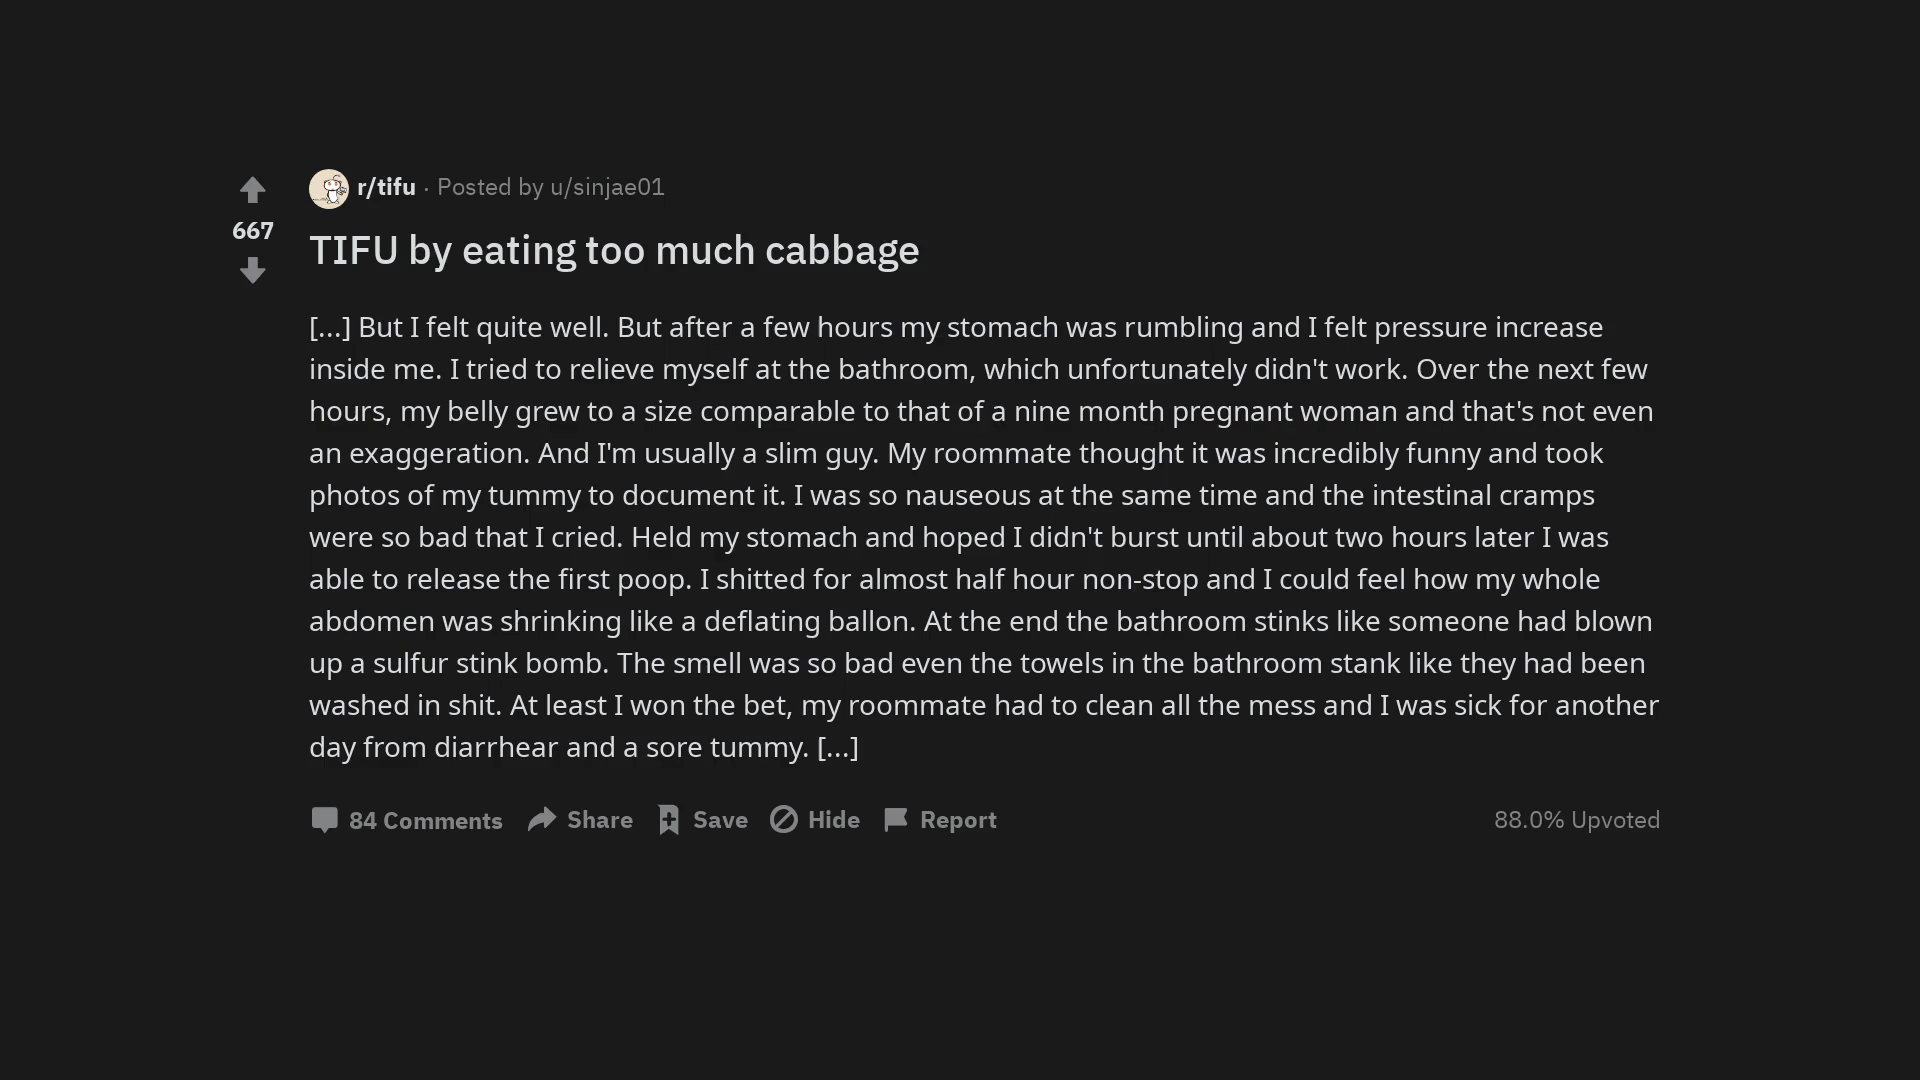 r/tifu · Posted by u/sinjae01
667
TIFU by eating too much cabbage
[...] But I felt quite well. But after a few hours my stomach was rumbling and I felt pressure increase
inside me. I tried to relieve myself at the bathroom, which unfortunately didn't work. Over the next few
hours, my belly grew to a size comparable to that of a nine month pregnant woman and that's not even
an exaggeration. And I'm usually a slim guy. My roommate thought it was incredibly funny and took
photos of my tummy to document it. I was so nauseous at the same time and the intestinal cramps
were so bad that I cried. Held my stomach and hoped I didn't burst until about two hours later I was
able to release the first poop. I shitted for almost half hour non-stop and I could feel how my whole
abdomen was shrinking like a deflating ballon. At the end the bathroom stinks like someone had blown
up a sulfur stink bomb. The smell was so bad even the towels in the bathroom stank like they had been
washed in shit. At least I won the bet, my roommate had to clean all the mess and I was sick for another
day from diarrhear and a sore tummy. [...]
84 Comments Share Save Hide Report 88.0% Upvoted